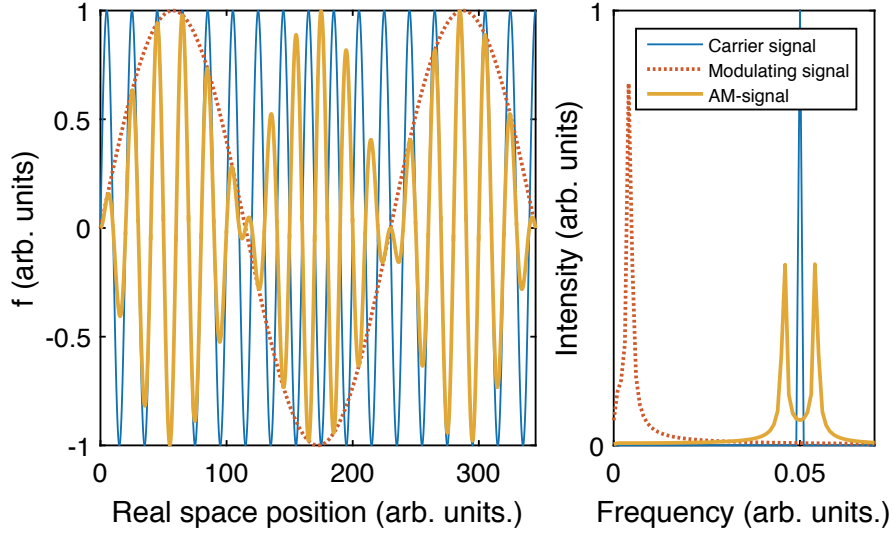 1
0.5
0
-0.5
-1
f (arb. units)
0
100
200
300
Real space position (arb. units.)
1
0
Intensity (arb. units)
Carrier signal
Modulating signal
AM-signal
0
0.05
Frequency (arb. units.)